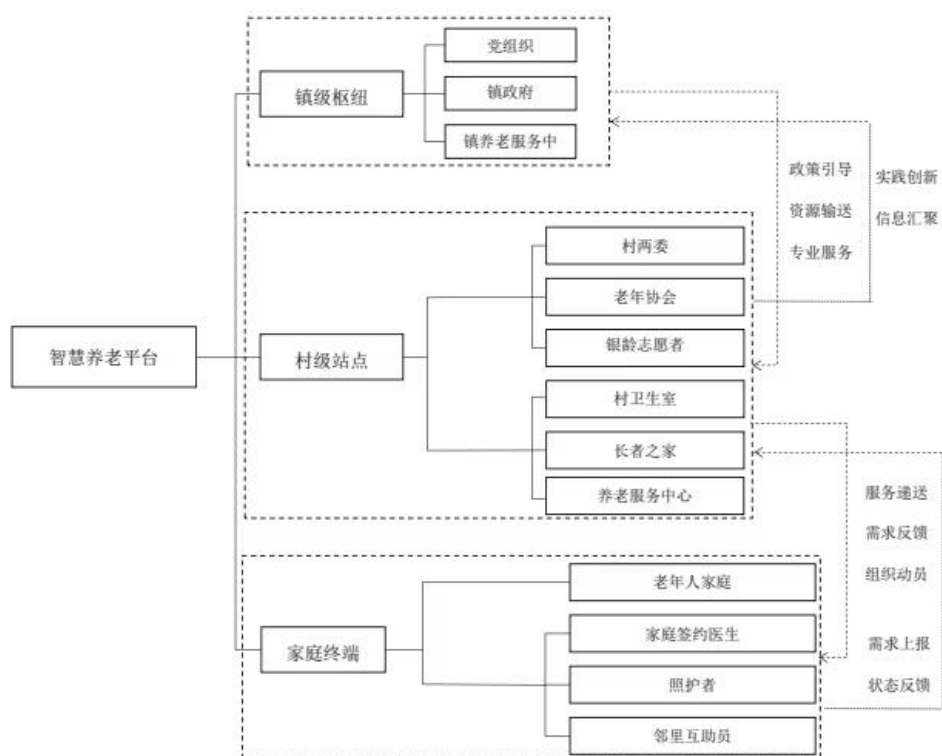 党组织
镇级枢纽
镇政府
镇养老服务中
政策引导
资源输送
专业服务
实践创新
信息汇聚
智慧养老平台
村级站点
村两委
老年协会
银龄志愿者
村卫生室
长者之家
养老服务中心
服务递送
需求反馈
组织动员
家庭终端
老年人家庭
家庭签约医生
照护者
邻里互助员
需求上报
状态反馈